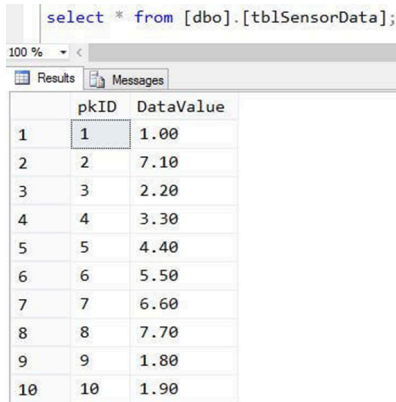 select * from [dbo].[tblSensorData];
100 %
Results Messages
pkID DataValue
1 1 1.00
2 2 7.10
3 3 2.20
4 4 3.30
5 5 4.40
6 6 5.50
7 7 6.60
8 8 7.70
9 9 1.80
10 10 1.90